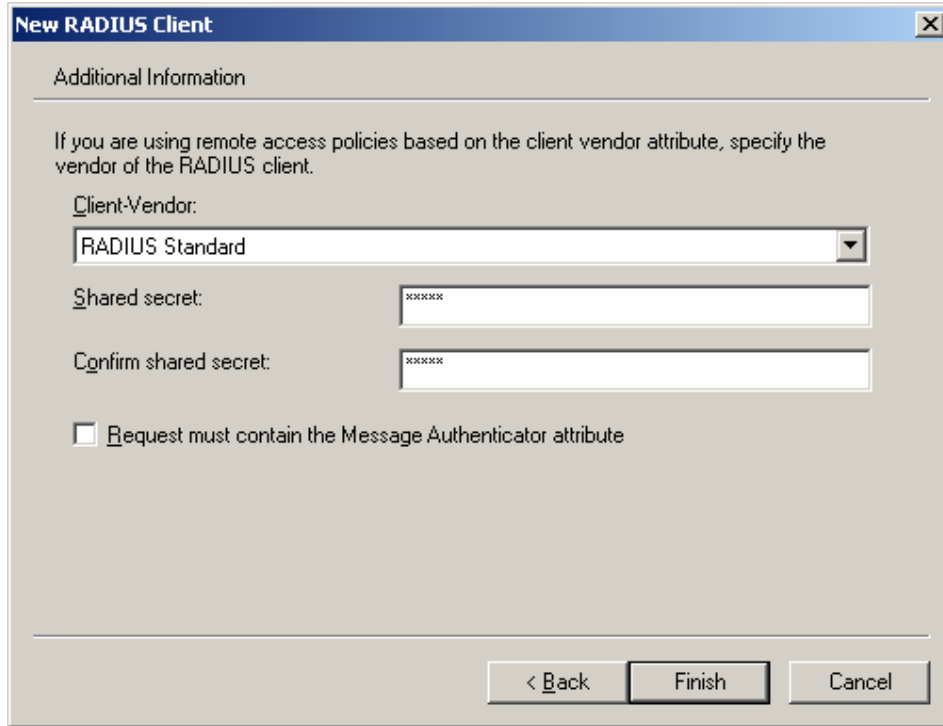 New RADIUS Client
Additional Information
If you are using remote access policies based on the client vendor attribute, specify the
vendor of the RADIUS client.
Client-Vendor:
RADIUS Standard
Shared secret:
*****
Confirm shared secret:
*****
Request must contain the Message Authenticator attribute
< Back
Finish
Cancel